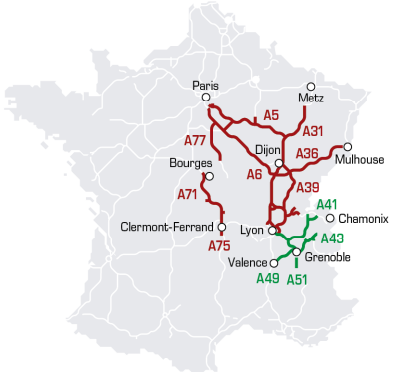 Paris
Metz
A5
A31
A77
Dijon
A36
Mulhouse
Bourges
A6
A39
A71
A41
Chamonix
Clermont-Ferrand
Lyon
A43
A75
Grenoble
Valence
A49
A51